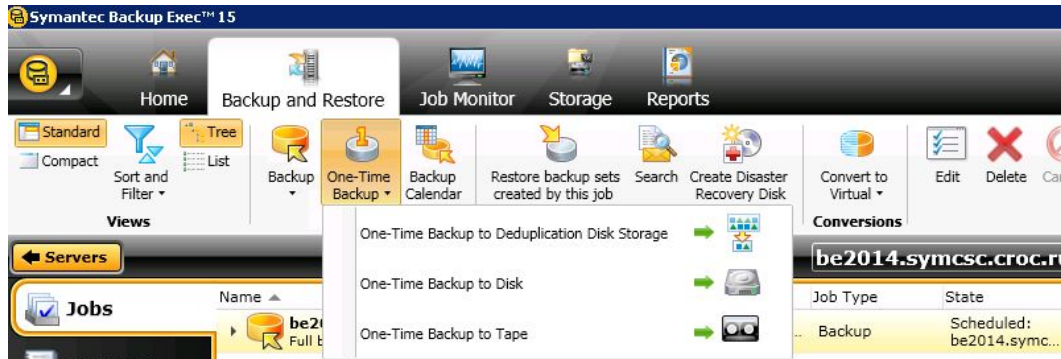 Symantec Backup Exec™ 15
Home
Backup and Restore
Job Monitor
Storage
Reports
Standard
Compact
Sort and
Filter
Tree
List
Views
Backup
One-Time
Backup
Backup
Calendar
Restore backup sets
created by this job
Search
Create Disaster
Recovery Disk
Convert to
Virtual
Conversions
Edit
Delete
One-Time Backup to Deduplication Disk Storage
One-Time Backup to Disk
One-Time Backup to Tape
Servers
be2014.symcsc.croc.ru
Jobs
Name
Job Type
State
Full
Backup
Scheduled:
be2014.symc...